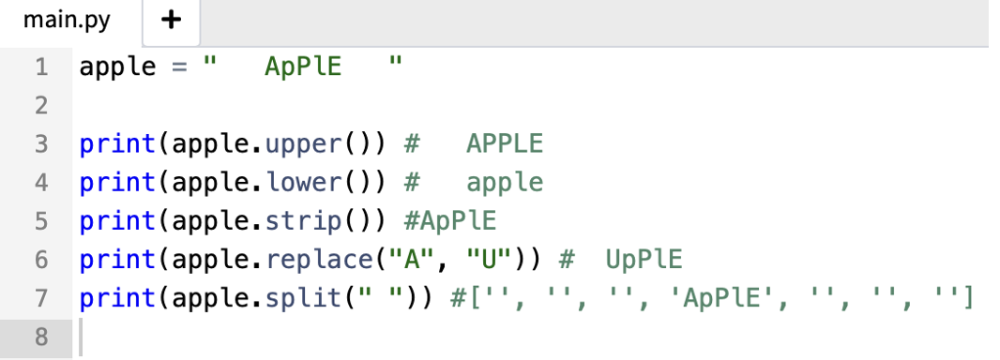 main.py +
1 apple = "   ApPlE   "
2
3 print(apple.upper()) #   APPLE
4 print(apple.lower()) #   apple
5 print(apple.strip()) #ApPlE
6 print(apple.replace("A", "U")) #  UpPlE
7 print(apple.split(" ")) #['', '', '', 'ApPlE', '', '', '']
8